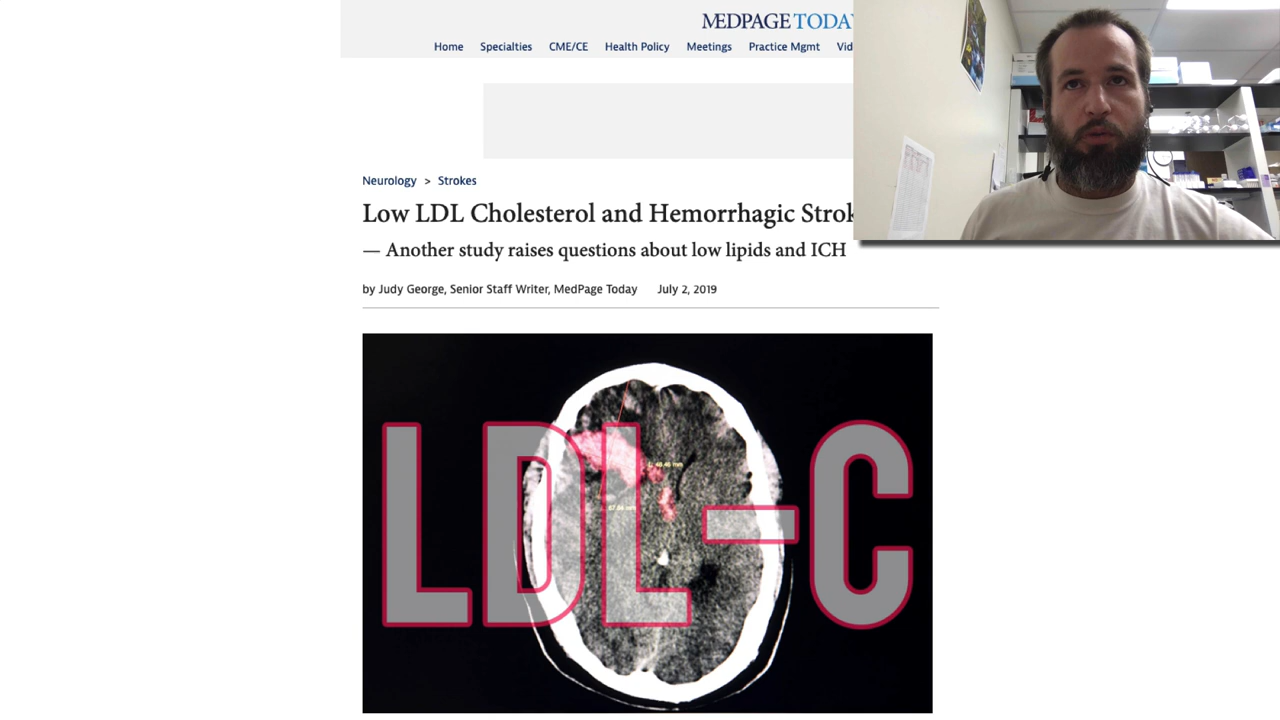 MEDPAGE TODAY
Home Specialties CME/CE Health Policy Meetings Practice Mgmt Vid
Neurology > Strokes
Low LDL Cholesterol and Hemorrhagic Strok
— Another study raises questions about low lipids and ICH
by Judy George, Senior Staff Writer, MedPage Today July 2, 2019
LDL-C